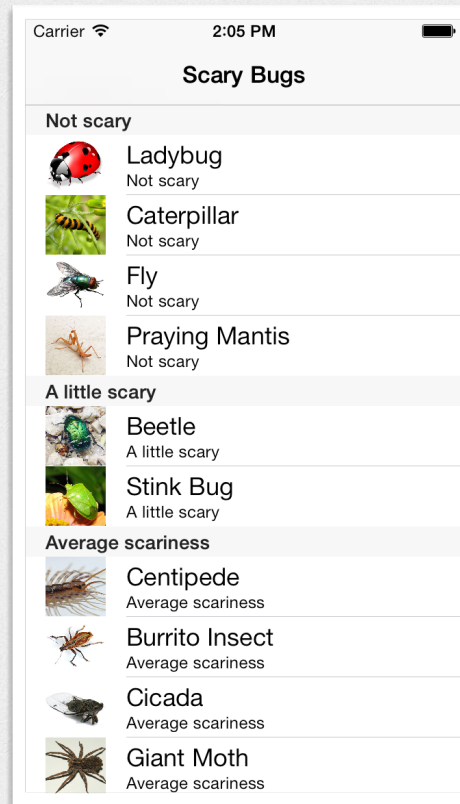 Carrier 2:05 PM
Scary Bugs
Not scary
Ladybug
Not scary
Caterpillar
Not scary
Fly
Not scary
Praying Mantis
Not scary
A little scary
Beetle
A little scary
Stink Bug
A little scary
Average scariness
Centipede
Average scariness
Burrito Insect
Average scariness
Cicada
Average scariness
Giant Moth
Average scariness